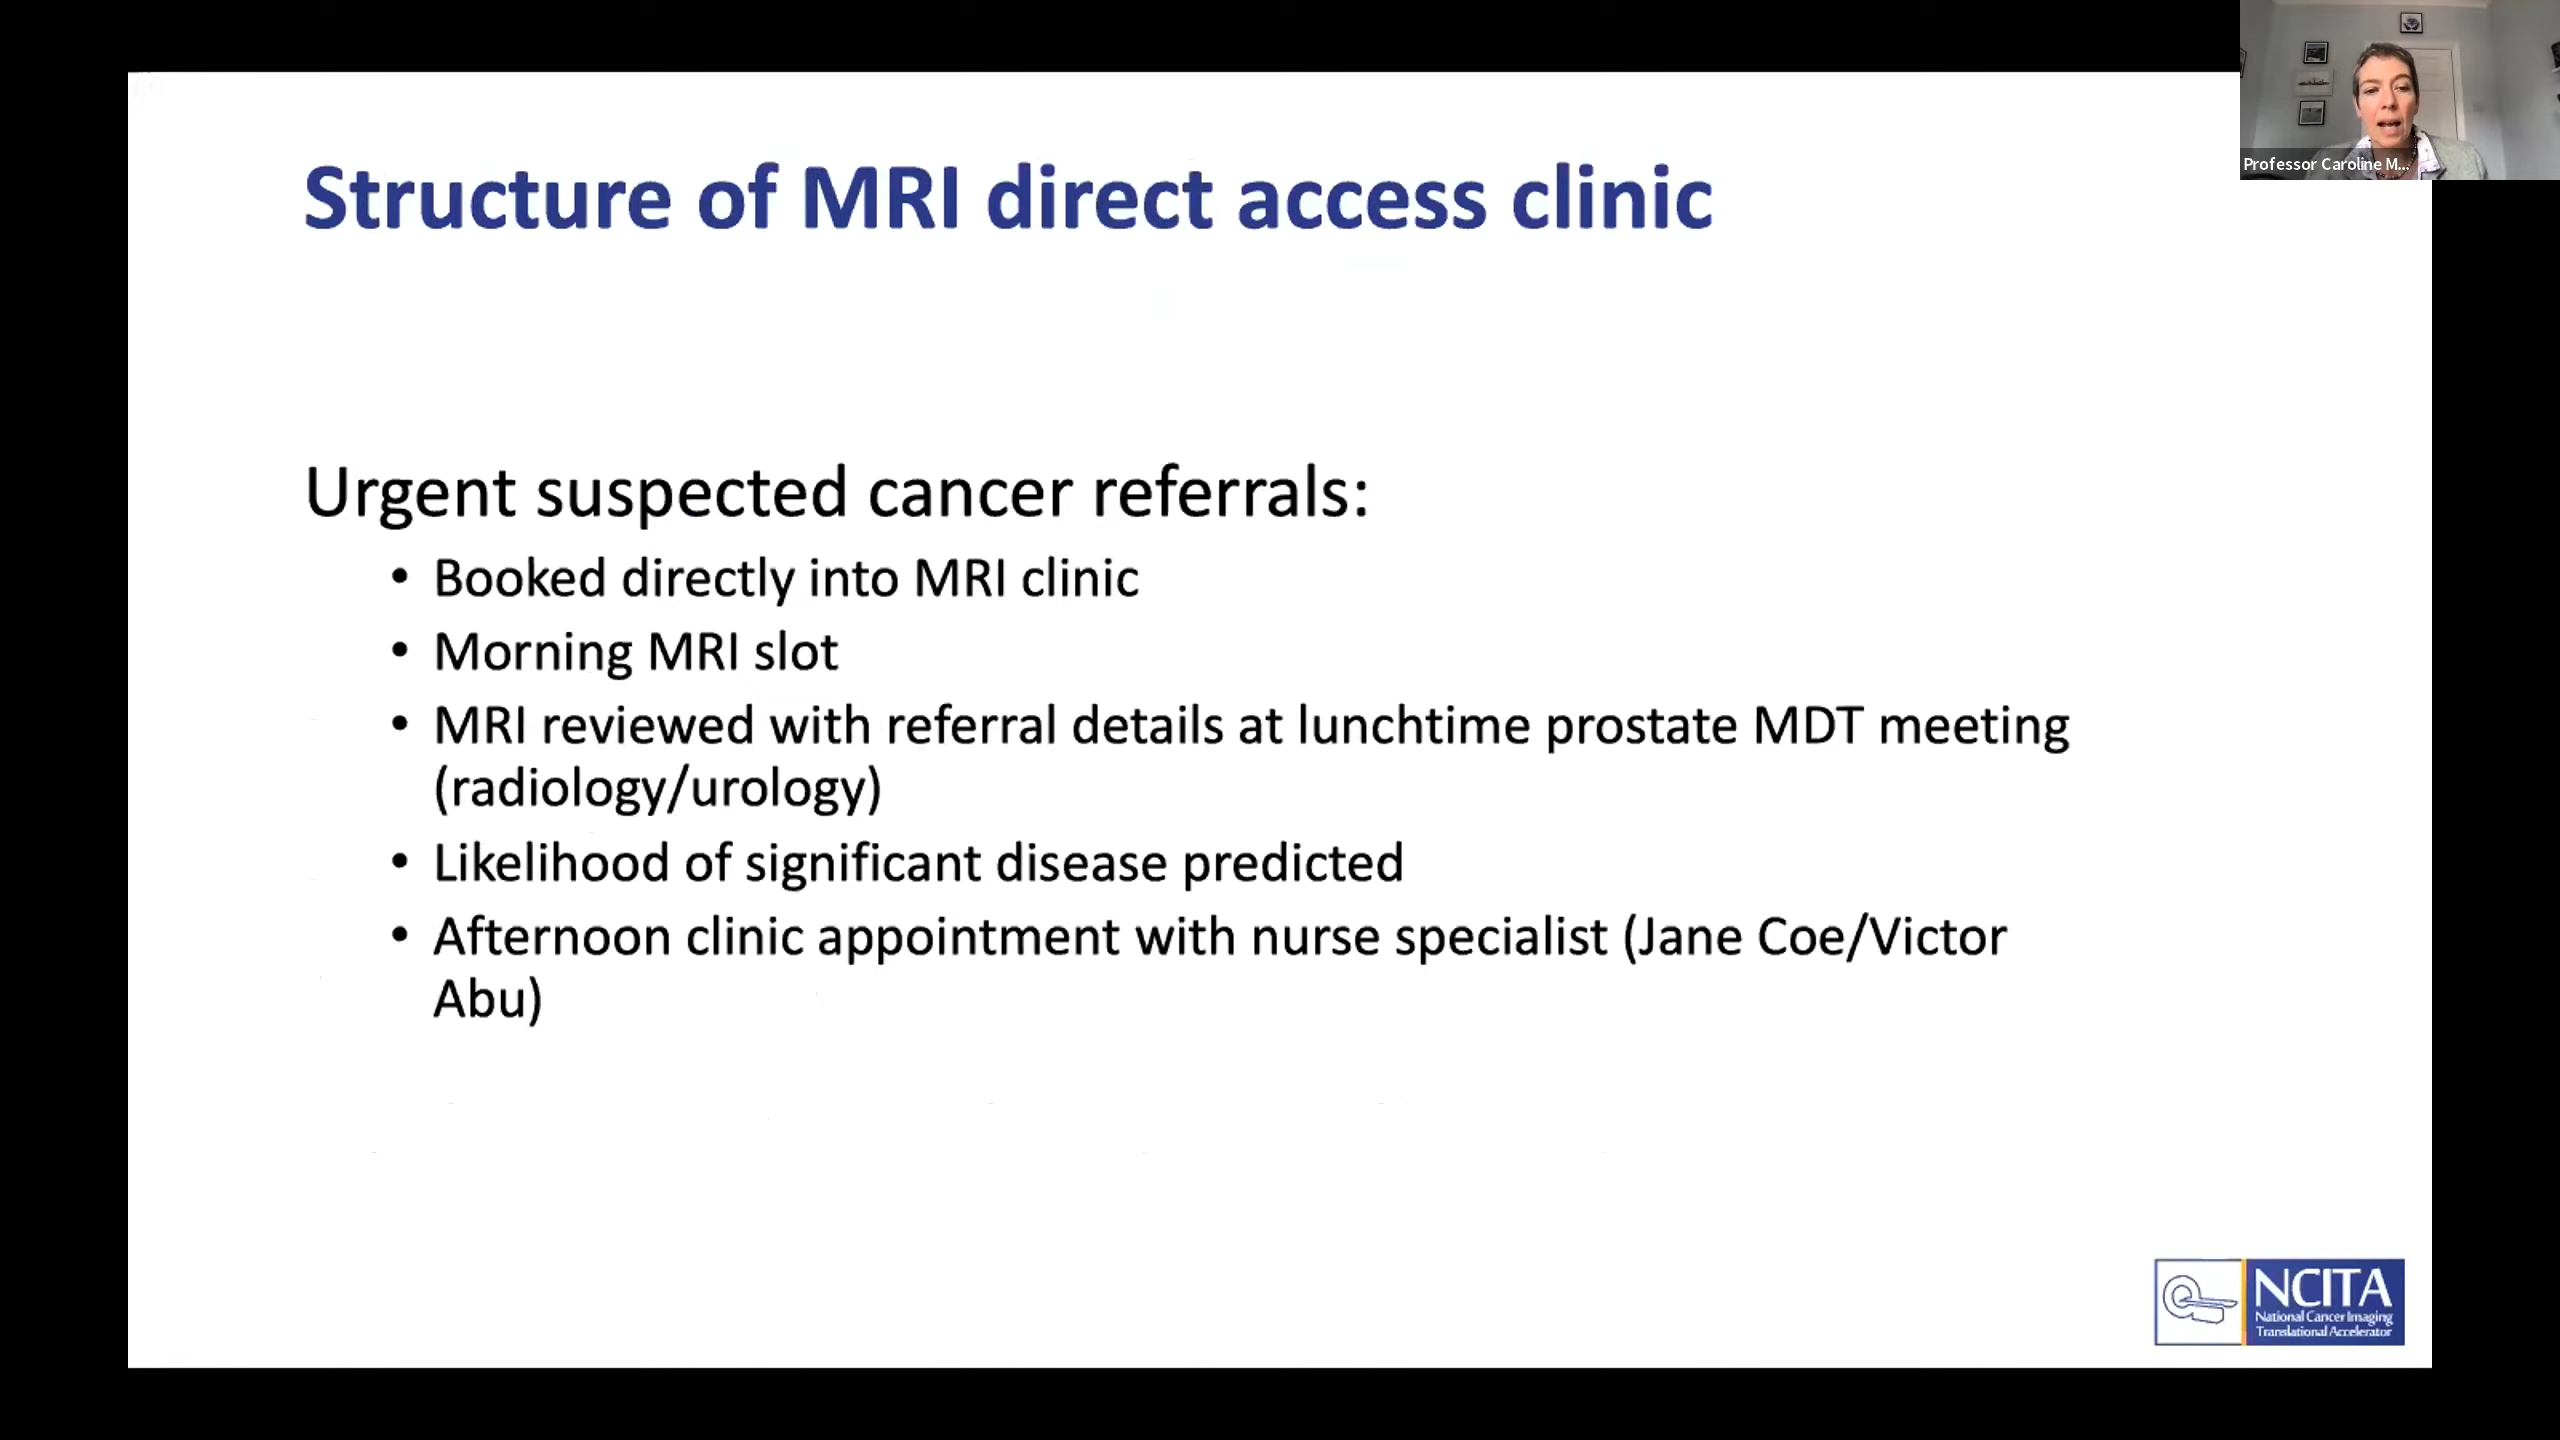 Structure of MRI direct access clinic
Professor Caroline M...
Urgent suspected cancer referrals:
• Booked directly into MRI clinic
• Morning MRI slot
• MRI reviewed with referral details at lunchtime prostate MDT meeting
(radiology/urology)
• Likelihood of significant disease predicted
• Afternoon clinic appointment with nurse specialist (Jane Coe/Victor
Abu)
NCITA
National Cancer Imaging
Translational Accelerator